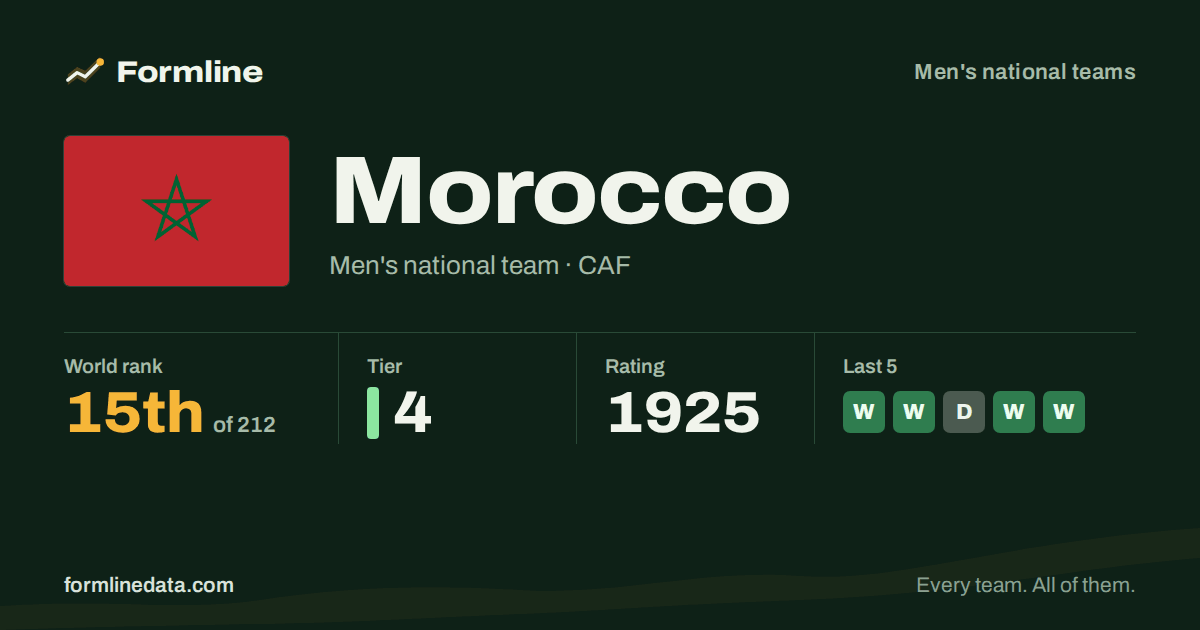 Formline
Men's national teams
Morocco
Men's national team · CAF
World rank
15th of 212
Tier
4
Rating
1925
Last 5
W W D W W
formlinedata.com
Every team. All of them.